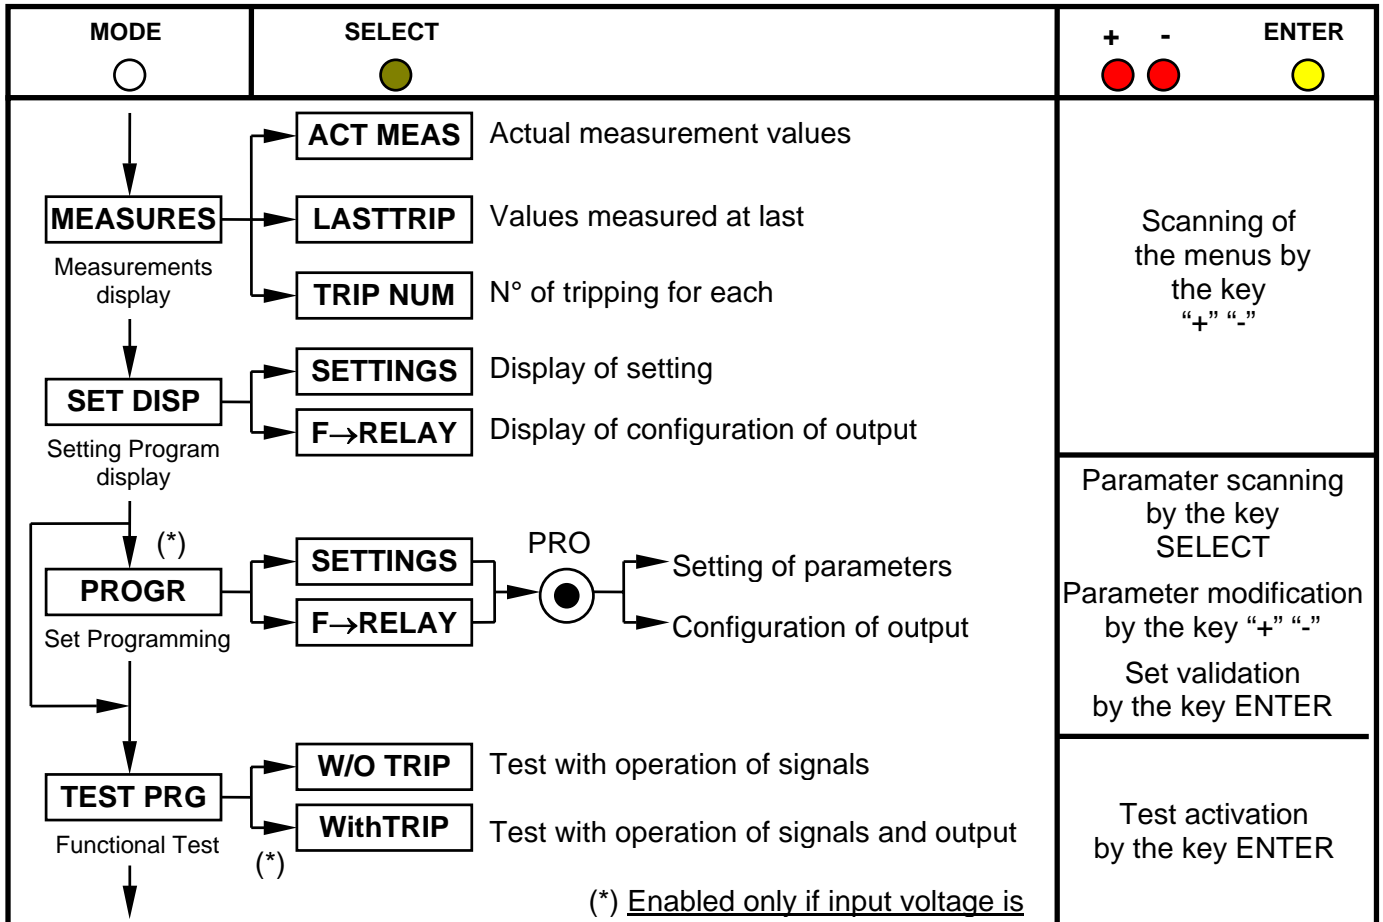 MODE
SELECT
+ - ENTER
ACT MEAS Actual measurement values
MEASURES
LASTTRIP Values measured at last
Measurements
display
TRIP NUM N° of tripping for each
Scanning of
the menus by
the key
“+” “-”
SET DISP
SETTINGS Display of setting
F→RELAY Display of configuration of output
Setting Program
display
(*)
PROGR
Set Programming
SETTINGS
F→RELAY
PRO
Setting of parameters
Configuration of output
Paramater scanning
by the key
SELECT
Parameter modification
by the key “+” “-”
Set validation
by the key ENTER
TEST PRG
Functional Test
W/O TRIP Test with operation of signals
WithTRIP Test with operation of signals and output
(*)
Test activation
by the key ENTER
(*) Enabled only if input voltage is